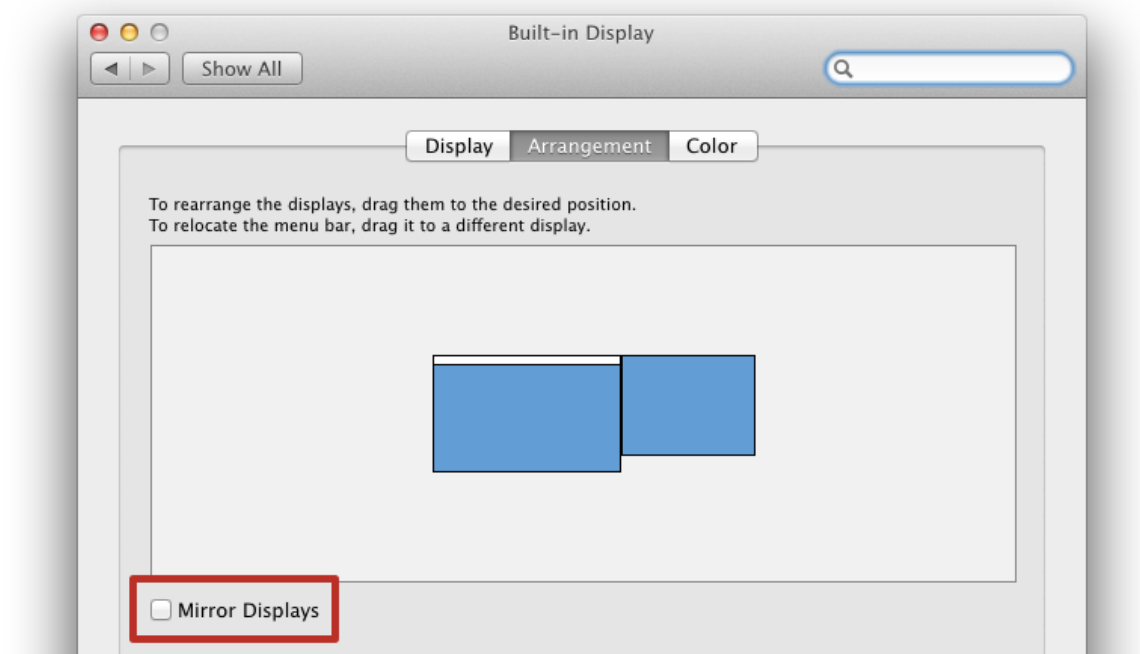 Built-in Display
Show All
Display Arrangement Color
To rearrange the displays, drag them to the desired position.
To relocate the menu bar, drag it to a different display.
Mirror Displays